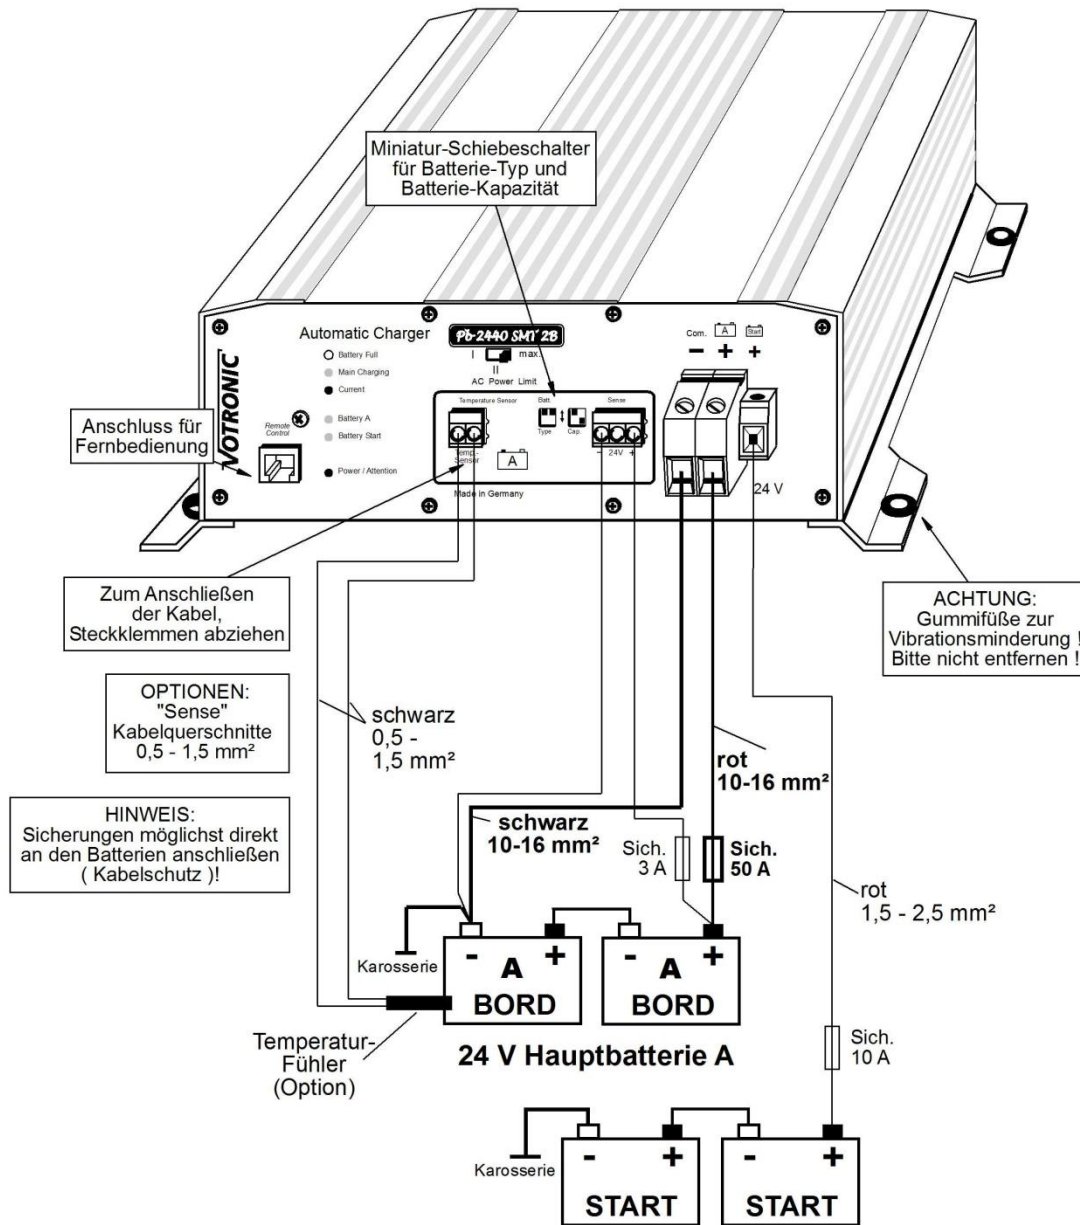 Miniatur-Schiebeschalter
für Batterie-Typ und
Batterie-Kapazität
Automatic Charger
Pb-2440 SMT 2B
I
max.
II
AC Power Limit
VOTRONIC
Battery Full
Main Charging
Current
Battery A
Battery Start
Power / Attention
Remote
Control
Temperature Sensor
Batt.
Sense
Type
Cap.
Temp.-
Sensor
A
- 24V +
Made in Germany
Com.
A
Start
- + +
24 V
Anschluss für
Fernbedienung
Zum Anschließen
der Kabel,
Steckklemmen abziehen
ACHTUNG:
Gummifüße zur
Vibrationsminderung !
Bitte nicht entfernen !
OPTIONEN:
"Sense"
Kabelquerschnitte
0,5 - 1,5 mm²
schwarz
0,5 -
1,5 mm²
HINWEIS:
Sicherungen möglichst direkt
an den Batterien anschließen
( Kabelschutz )!
rot
10-16 mm²
schwarz
10-16 mm²
Sich.
3 A
Sich.
50 A
rot
1,5 - 2,5 mm²
Karosserie
- +
A
BORD
- +
A
BORD
Temperatur-
Fühler
(Option)
24 V Hauptbatterie A
Sich.
10 A
Karosserie
- +
START
- +
START